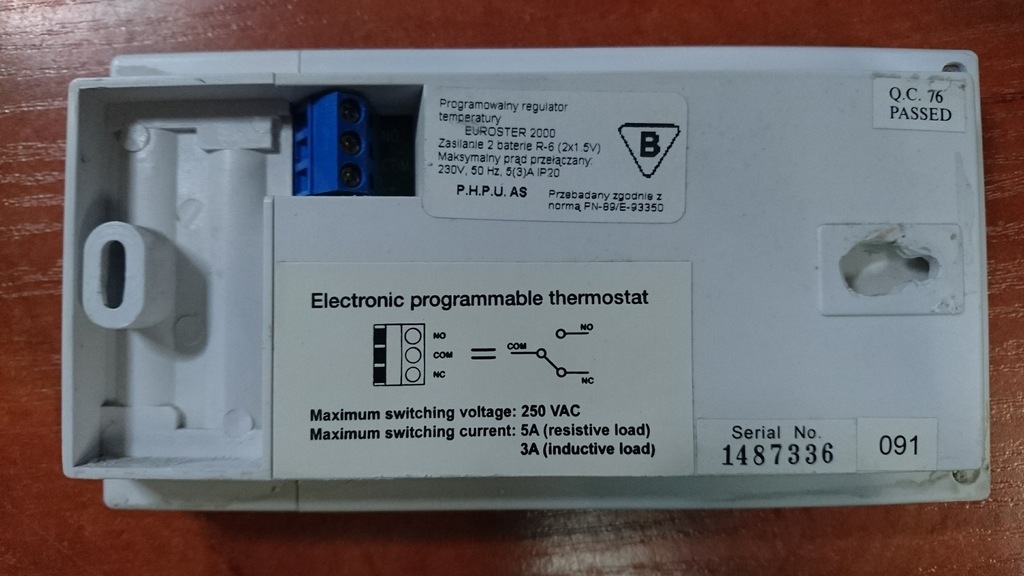 Programowalny regulator
temperatury
EUROSTER 2000
Zasilanie 2 baterie R-6 (2x1.5V)
Maksymalny prąd przełączany:
230V, 50 Hz, 5(3)A IP20
P.H.P.U. AS
Przebadany zgodnie z
normą PN-89/E-93350
B
Q.C. 76
PASSED
NO
Electronic programmable thermostat
NO
COM
NC
=
COM
NO
NC
Maximum switching voltage: 250 VAC
Maximum switching current: 5A (resistive load)
3A (inductive load)
Serial No.
1487336
091